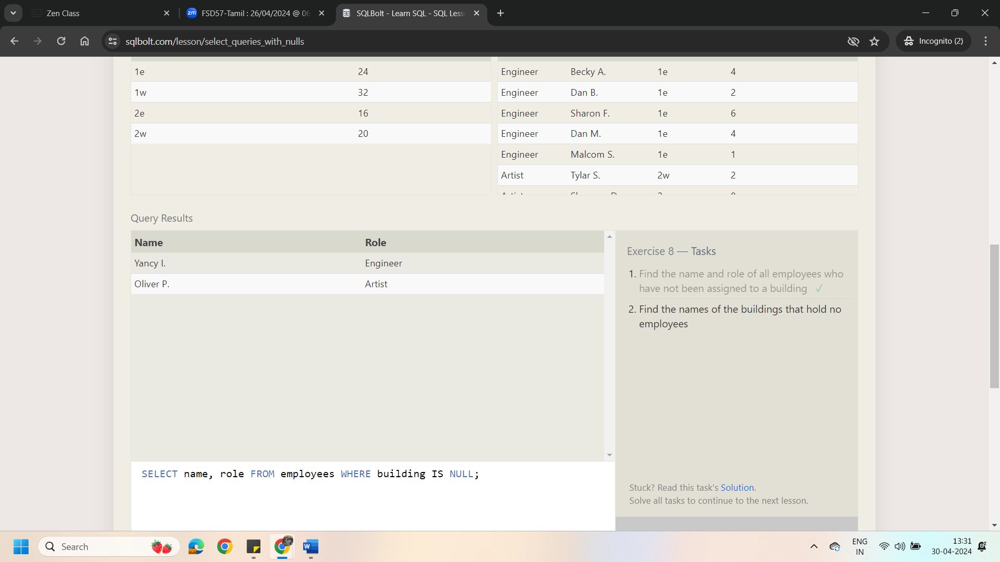 Zen Class
zm FSD57-Tamil : 26/04/2024 @ 06
SQLBolt - Learn SQL - SQL Less
sqlbolt.com/lesson/select_queries_with_nulls
Incognito (2)
1e 24
1w 32
2e 16
2w 20
Engineer Becky A. 1e 4
Engineer Dan B. 1e 2
Engineer Sharon F. 1e 6
Engineer Dan M. 1e 4
Engineer Malcom S. 1e 1
Artist Tylar S. 2w 2
Query Results
Name Role
Yancy I. Engineer
Oliver P. Artist
Exercise 8 — Tasks
1. Find the name and role of all employees who
have not been assigned to a building ✓
2. Find the names of the buildings that hold no
employees
SELECT name, role FROM employees WHERE building IS NULL;
Stuck? Read this task's Solution.
Solve all tasks to continue to the next lesson.
Search
ENG
IN
13:31
30-04-2024